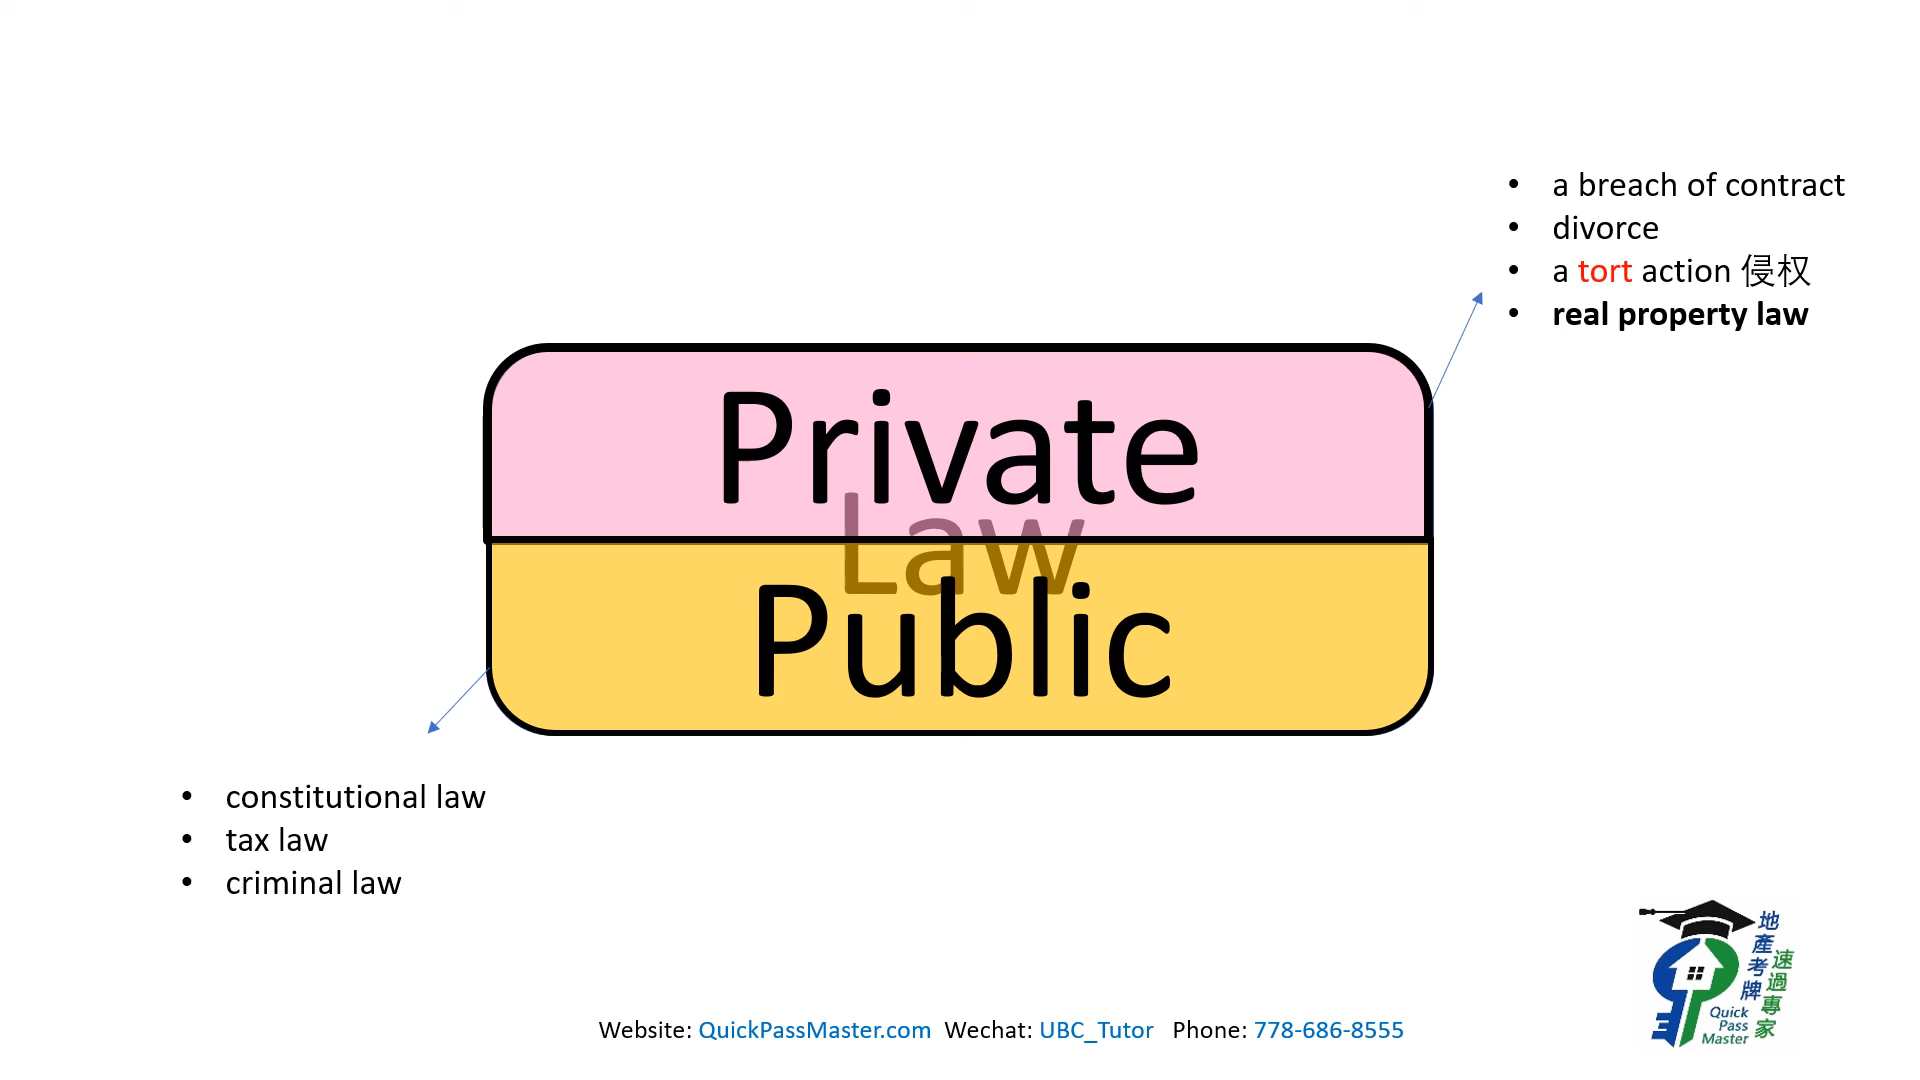 • a breach of contract
• divorce
• a tort action 侵权
• real property law
Private
Law
Public
• constitutional law
• tax law
• criminal law
地產考牌
速過專家
Quick
Pass
Master
Website: QuickPassMaster.com Wechat: UBC_Tutor Phone: 778-686-8555